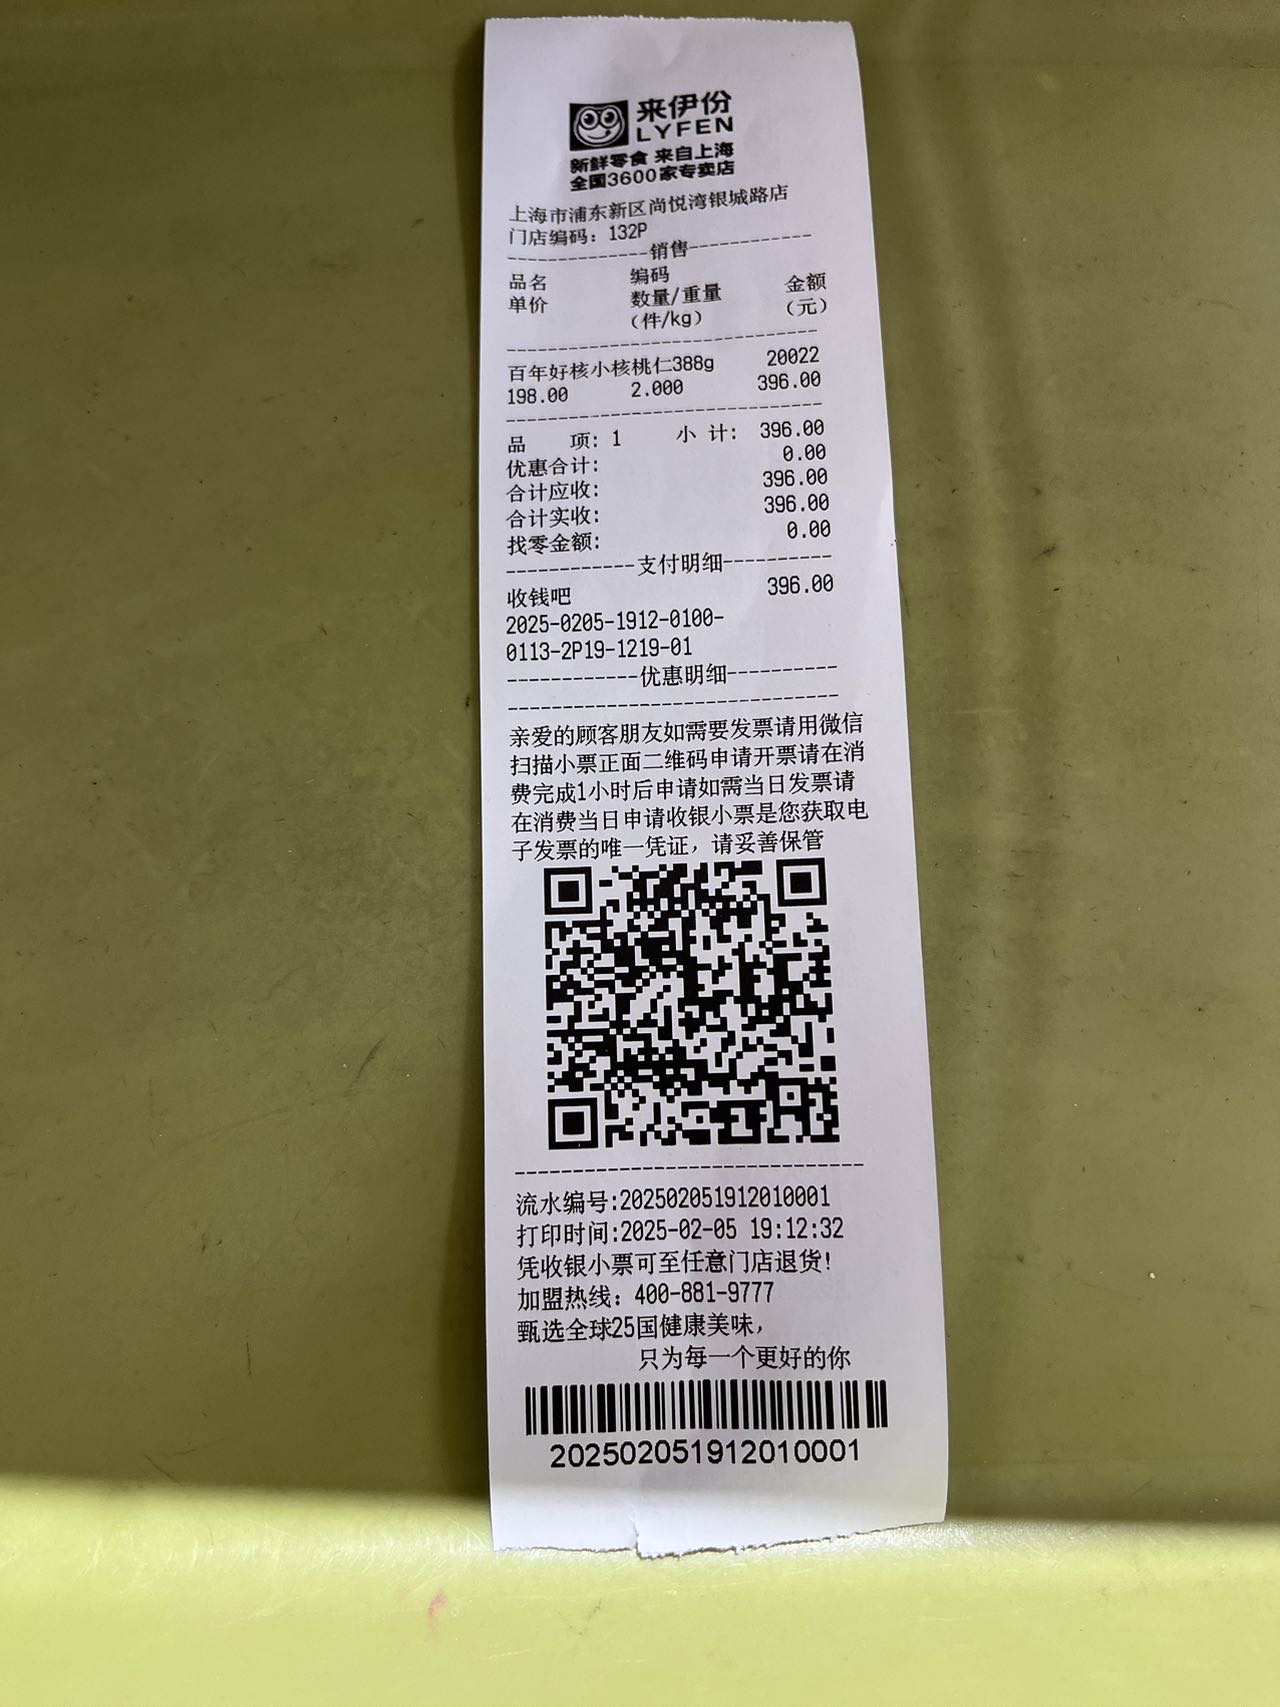 来伊份
LYFEN
新鲜零食 来自上海
全国3600家专卖店
上海市浦东新区尚悦湾银城路店
门店编码：132P
--------------销售------------
品名 编码 金额
单价 数量/重量 （元）
（件/kg）
------------------------------
百年好核小核桃仁388g 20022
198.00 2.000 396.00
------------------------------
品 项: 1 小 计: 396.00
优惠合计: 0.00
合计应收: 396.00
合计实收: 396.00
找零金额: 0.00
------------支付明细----------
收钱吧 396.00
2025-0205-1912-0100-
0113-2P19-1219-01
------------优惠明细----------
------------------------------
亲爱的顾客朋友如需要发票请用微信
扫描小票正面二维码申请开票请在消
费完成1小时后申请如需当日发票请
在消费当日申请收银小票是您获取电
子发票的唯一凭证，请妥善保管
------------------------------
流水编号:202502051912010001
打印时间:2025-02-05 19:12:32
凭收银小票可至任意门店退货!
加盟热线：400-881-9777
甄选全球25国健康美味，
只为每一个更好的你
202502051912010001